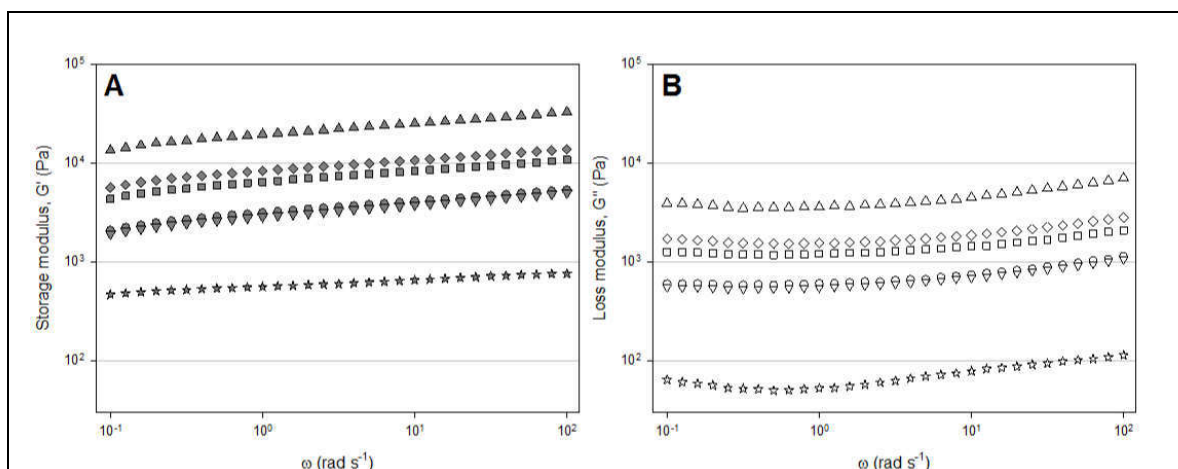 A
B
10⁵
10⁴
10³
10²
Storage modulus, G' (Pa)
10⁻¹ 10⁰ 10¹ 10²
ω (rad s⁻¹)
10⁵
10⁴
10³
10²
Loss modulus, G'' (Pa)
10⁻¹ 10⁰ 10¹ 10²
ω (rad s⁻¹)